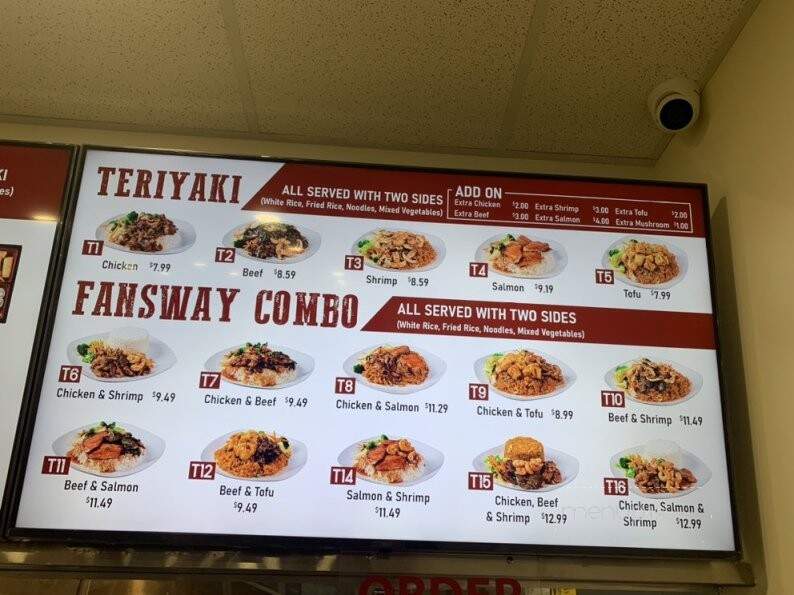 KI
es)
TERIYAKI
ALL SERVED WITH TWO SIDES
(White Rice, Fried Rice, Noodles, Mixed Vegetables)
ADD ON
Extra Chicken $2.00 Extra Shrimp $3.00 Extra Tofu $2.00
Extra Beef $3.00 Extra Salmon $4.00 Extra Mushroom $1.00
T1
Chicken $7.99
T2
Beef $8.59
T3
Shrimp $8.59
T4
Salmon $9.19
T5
Tofu $7.99
FANSWAY COMBO
ALL SERVED WITH TWO SIDES
(White Rice, Fried Rice, Noodles, Mixed Vegetables)
T6
Chicken & Shrimp $9.49
T7
Chicken & Beef $9.49
T8
Chicken & Salmon $11.29
T9
Chicken & Tofu $8.99
T10
Beef & Shrimp $11.49
T11
Beef & Salmon
$11.49
T12
Beef & Tofu
$9.49
T14
Salmon & Shrimp
$11.49
T15
Chicken, Beef
& Shrimp $12.99
T16
Chicken, Salmon &
Shrimp $12.99
ORDER